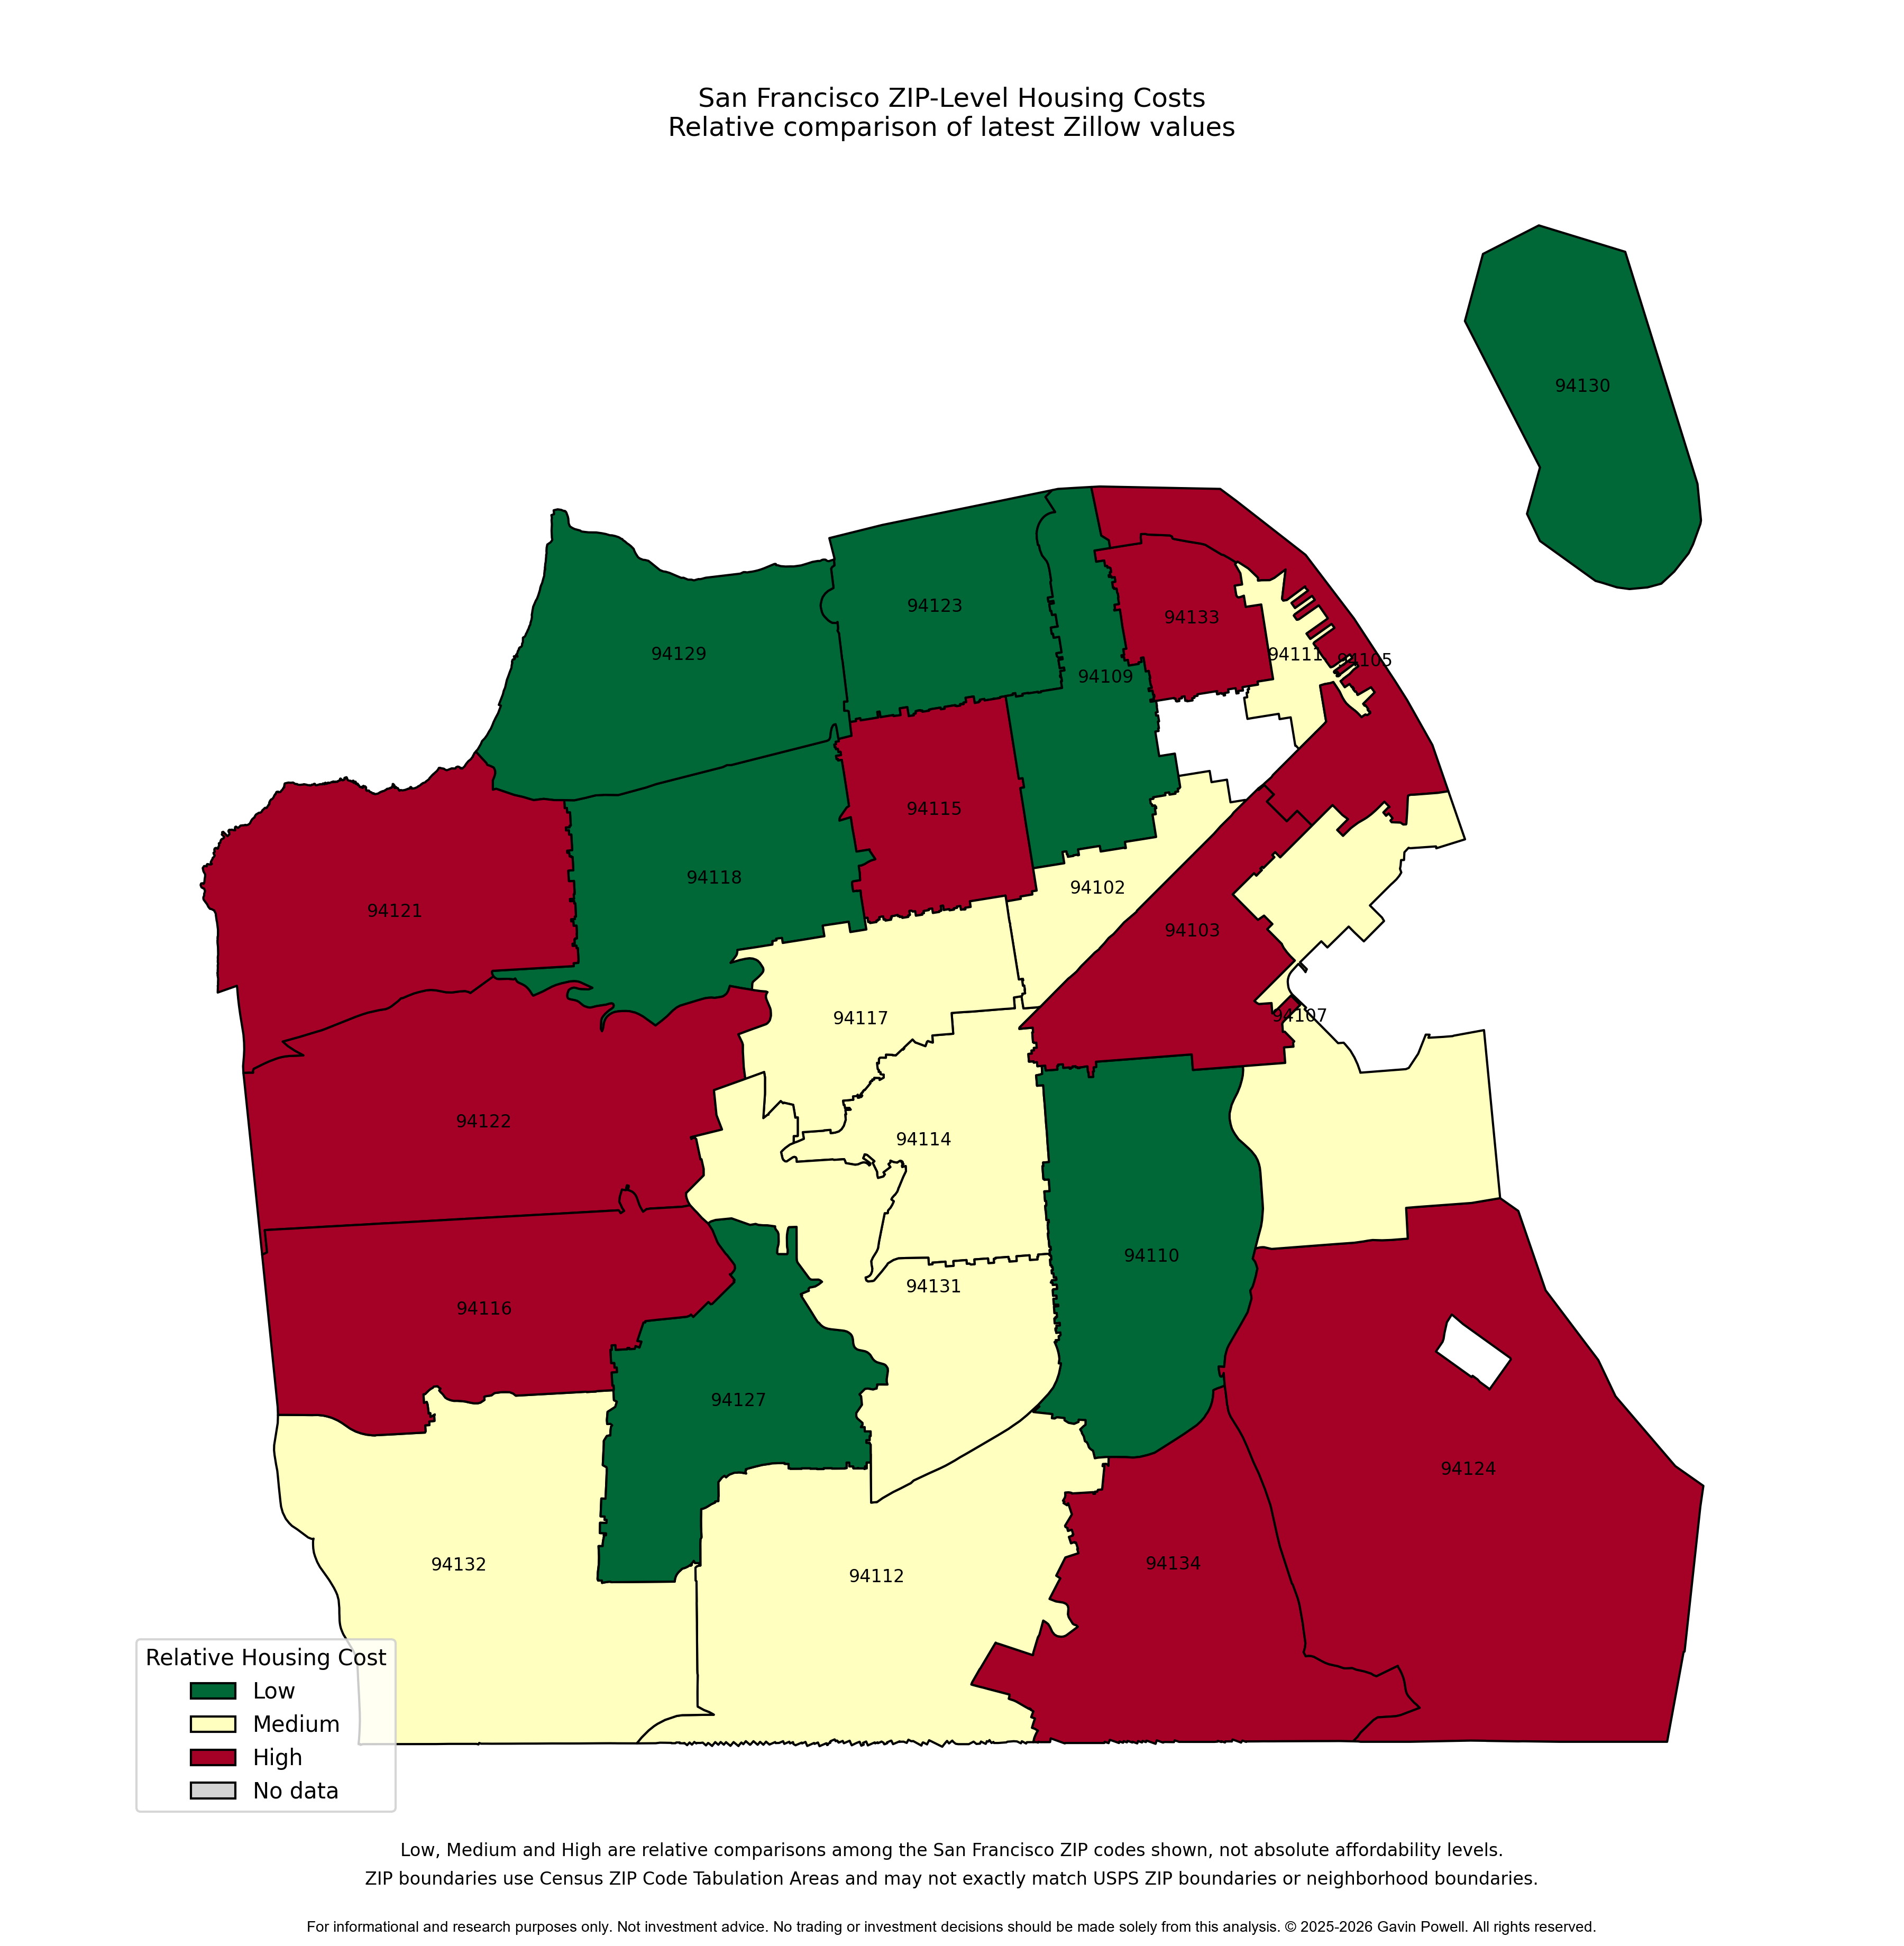 San Francisco ZIP-Level Housing Costs
Relative comparison of latest Zillow values
94130
94123
94133
94129
94111
94105
94109
94115
94118
94102
94121
94103
94107
94117
94122
94114
94110
94131
94116
94127
94124
94134
94132
94112
Relative Housing Cost
Low
Medium
High
No data
Low, Medium and High are relative comparisons among the San Francisco ZIP codes shown, not absolute affordability levels.
ZIP boundaries use Census ZIP Code Tabulation Areas and may not exactly match USPS ZIP boundaries or neighborhood boundaries.
For informational and research purposes only. Not investment advice. No trading or investment decisions should be made solely from this analysis. © 2025-2026 Gavin Powell. All rights reserved.